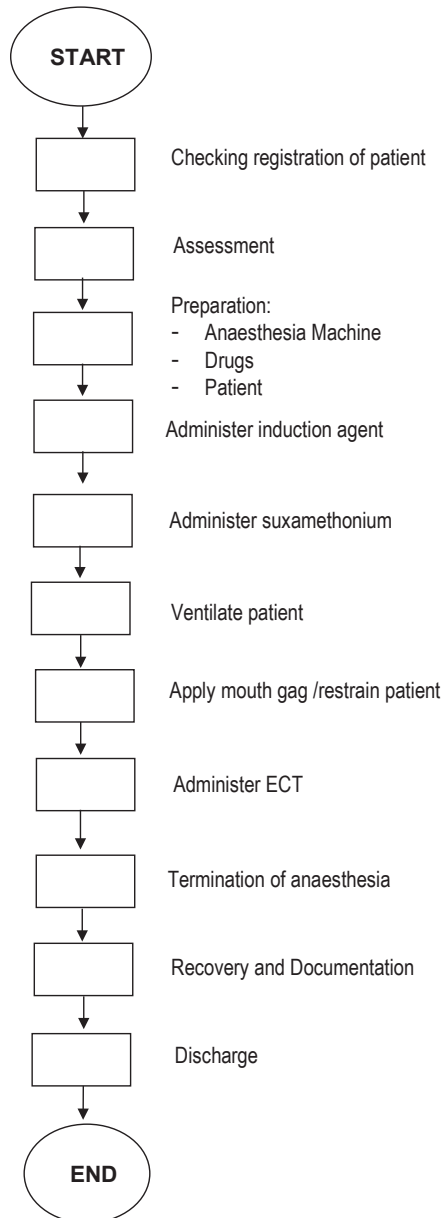 START
Checking registration of patient
Assessment
Preparation:
- Anaesthesia Machine
- Drugs
- Patient
Administer induction agent
Administer suxamethonium
Ventilate patient
Apply mouth gag /restrain patient
Administer ECT
Termination of anaesthesia
Recovery and Documentation
Discharge
END